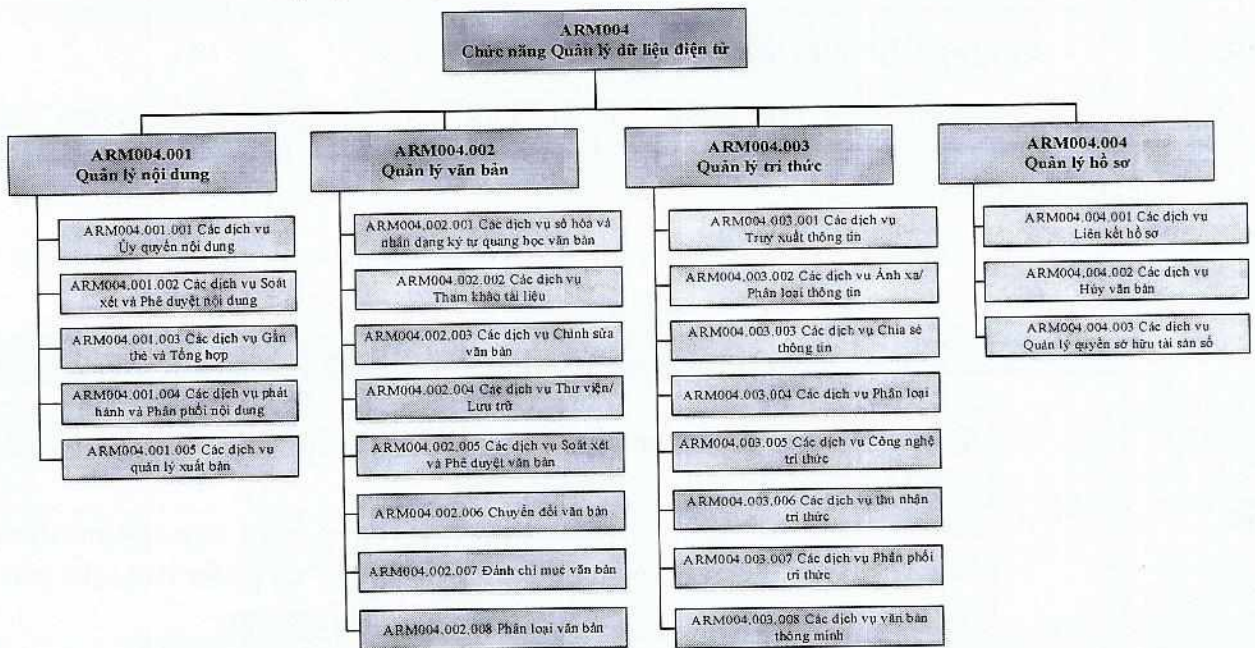 ARM004
Chức năng Quản lý dữ liệu điện tử
ARM004.001
Quản lý nội dung
ARM004.001.001 Các dịch vụ
Ủy quyền nội dung
ARM004.001.002 Các dịch vụ Soát
xét và Phê duyệt nội dung
ARM004.001.003 Các dịch vụ Gắn
thẻ và Tổng hợp
ARM004.001.004 Các dịch vụ phát
hành và Phân phối nội dung
ARM004.001.005 Các dịch vụ
quản lý xuất bản
ARM004.002
Quản lý văn bản
ARM004.002.001 Các dịch vụ số hóa và
nhận dạng ký tự quang học văn bản
ARM004.002.002 Các dịch vụ
Tham khảo tài liệu
ARM004.002.003 Các dịch vụ Chỉnh sửa
văn bản
ARM004.002.004 Các dịch vụ Thư viện/
Lưu trữ
ARM004.002.005 Các dịch vụ Soát xét
và Phê duyệt văn bản
ARM004.002.006 Chuyển đổi văn bản
ARM004.002.007 Đánh chỉ mục văn bản
ARM004.002.008 Phân loại văn bản
ARM004.003
Quản lý tri thức
ARM004.003.001 Các dịch vụ
Truy xuất thông tin
ARM004.003.002 Các dịch vụ Ánh xạ/
Phân loại thông tin
ARM004.003.003 Các dịch vụ Chia sẻ
thông tin
ARM004.003.004 Các dịch vụ Phân loại
ARM004.003.005 Các dịch vụ Công nghệ
tri thức
ARM004.003.006 Các dịch vụ thu nhận
tri thức
ARM004.003.007 Các dịch vụ Phân phối
tri thức
ARM004.003.008 Các dịch vụ văn bản
thông minh
ARM004.004
Quản lý hồ sơ
ARM004.004.001 Các dịch vụ
Liên kết hồ sơ
ARM004.004.002 Các dịch vụ
Hủy văn bản
ARM004.004.003 Các dịch vụ
Quản lý quyền sở hữu tài sản số